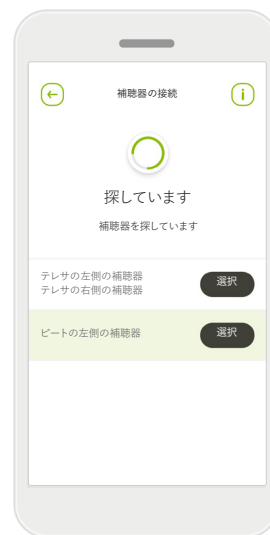 補聴器の接続
i
探しています
補聴器を探しています
テレサの左側の補聴器
テレサの右側の補聴器
選択
ピートの左側の補聴器
選択